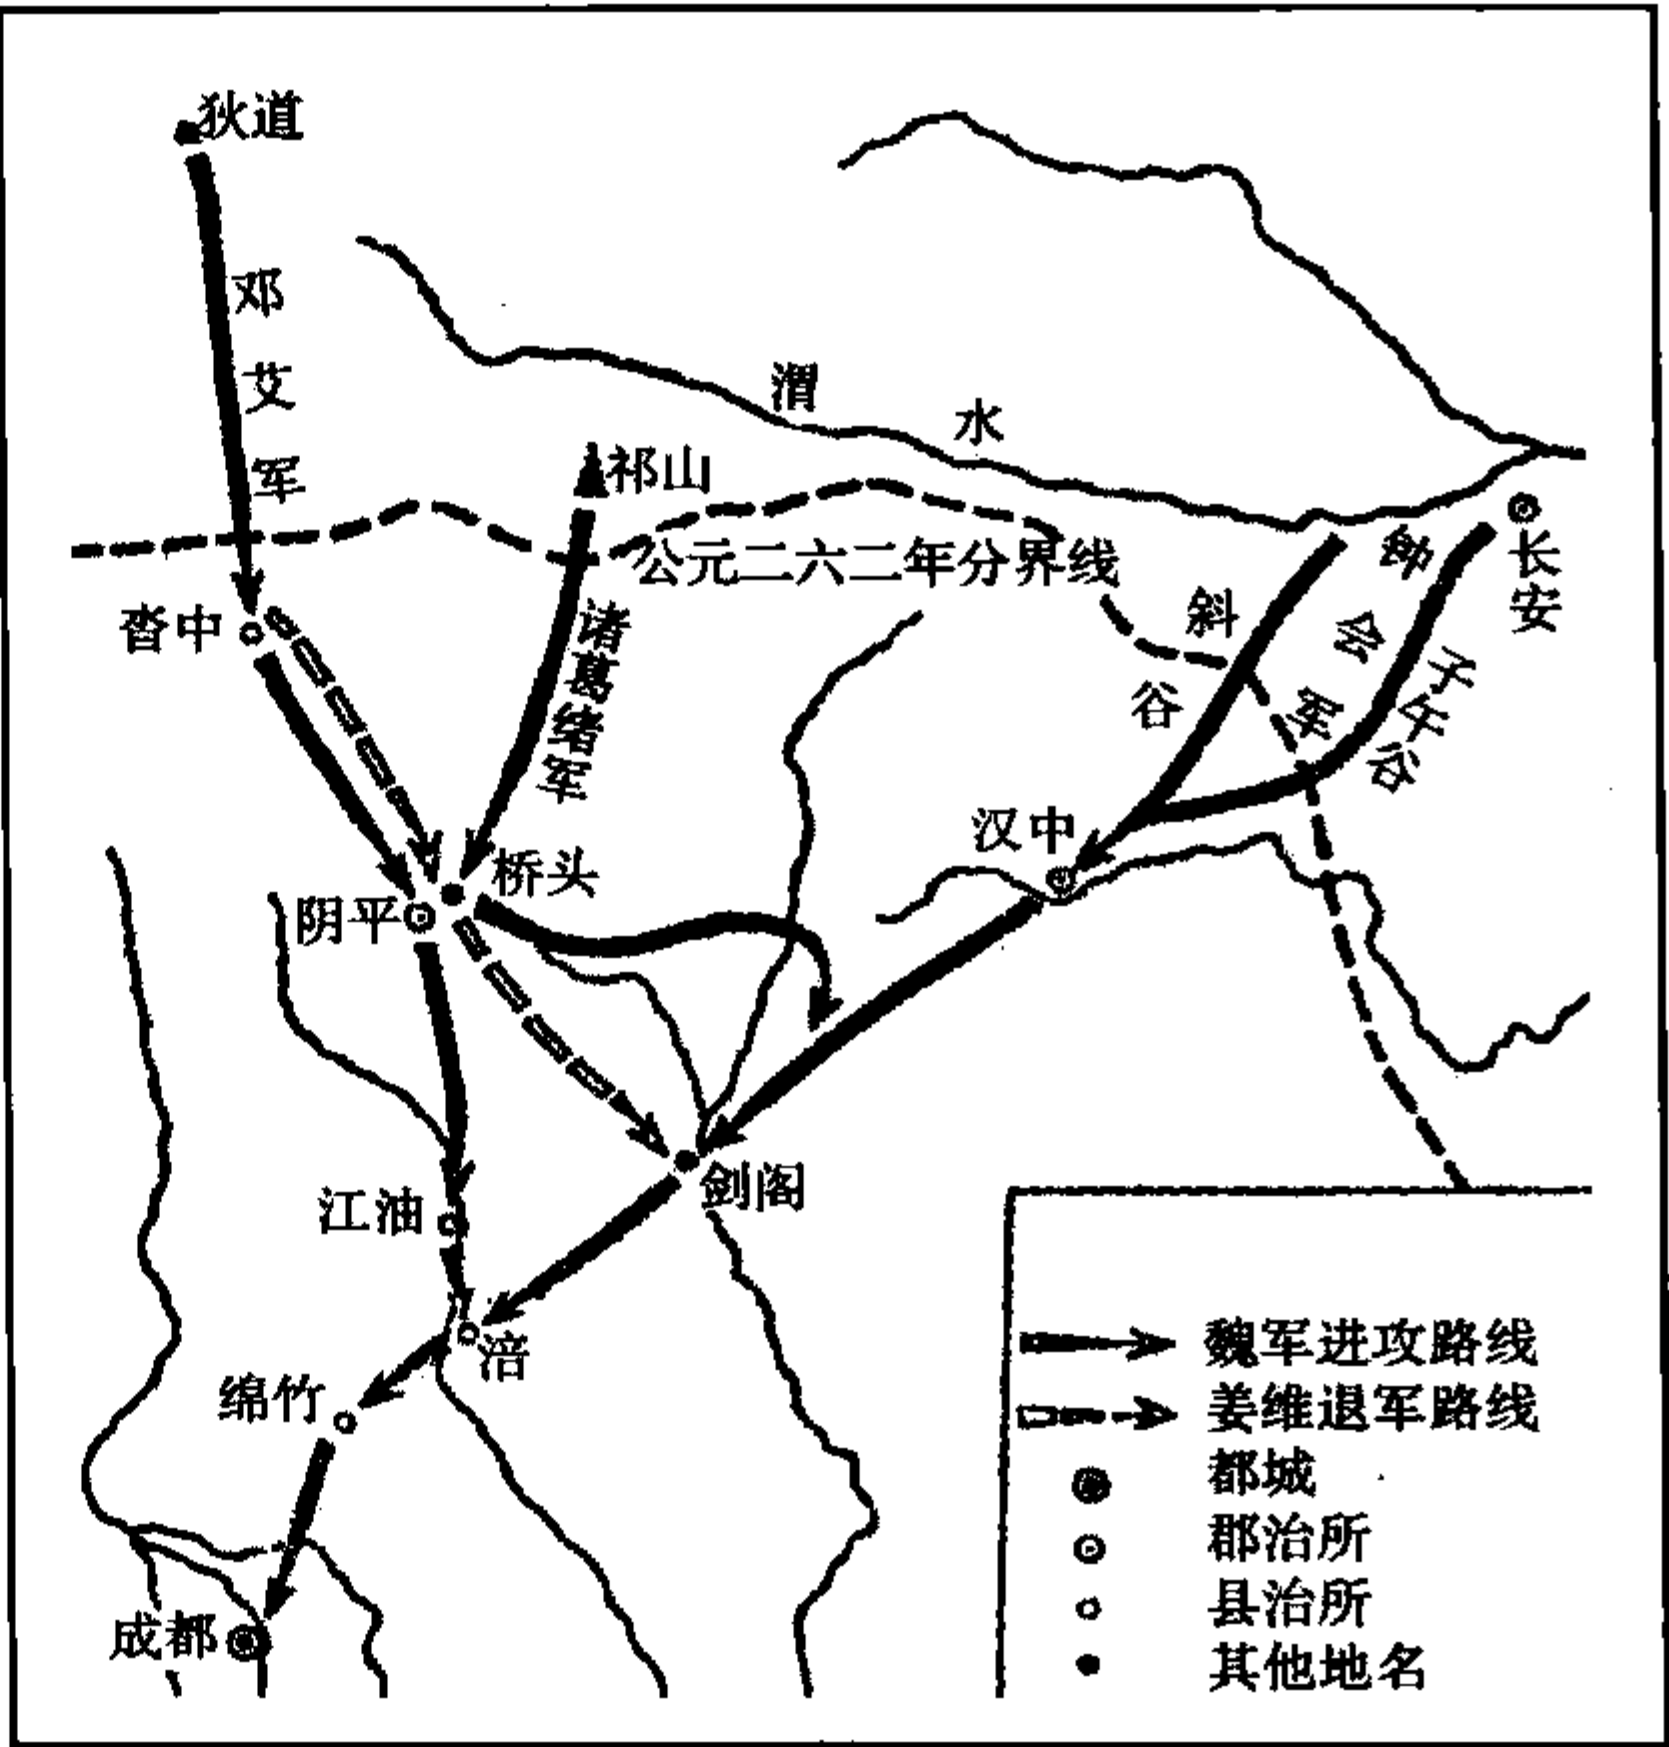 狄道
邓艾军
渭水
祁山
公元二六二年分界线
长安
沓中
诸葛绪军
斜谷
会军
子午谷
汉中
桥头
阴平
剑阁
江油
涪
绵竹
成都
魏军进攻路线
姜维退军路线
都城
郡治所
县治所
其他地名